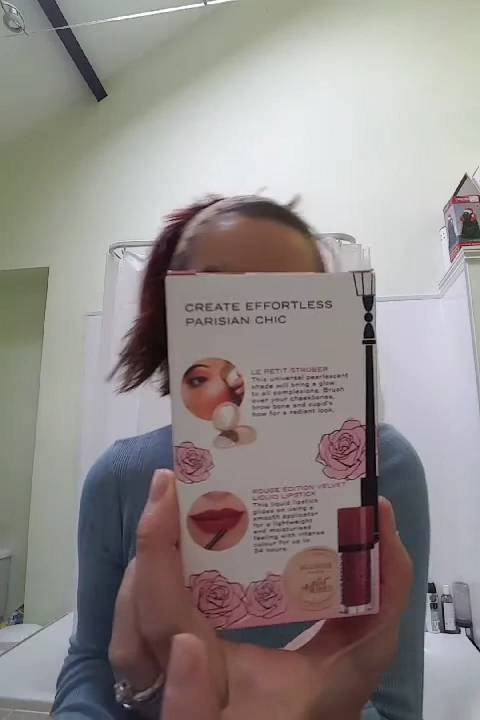 CREATE EFFORTLESS
PARISIAN CHIC
LE PETIT STROBER
This universal pearlescent
shade will bring a glow
to all complexions. Brush
over your cheekbones,
brow bone and cupid's
bow for a radiant look.
ROUGE EDITION VELVET
LIQUID LIPSTICK
This liquid lipstick
glides on using a
smooth applicator
for a lightweight
and moisturised
feeling with intense
colour for up to
24 hours.